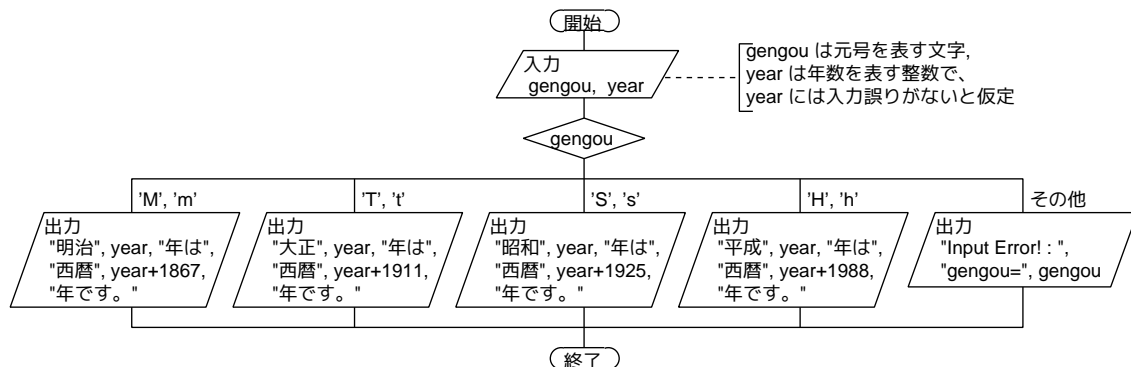 開始
入力
gengou, year
gengou は元号を表す文字,
year は年数を表す整数で、
year には入力誤りがないと仮定
gengou
'M', 'm'
出力
"明治", year, "年は",
"西暦", year+1867,
"年です。"
'T', 't'
出力
"大正", year, "年は",
"西暦", year+1911,
"年です。"
'S', 's'
出力
"昭和", year, "年は",
"西暦", year+1925,
"年です。"
'H', 'h'
出力
"平成", year, "年は",
"西暦", year+1988,
"年です。"
その他
出力
"Input Error! : ",
"gengou=", gengou
終了